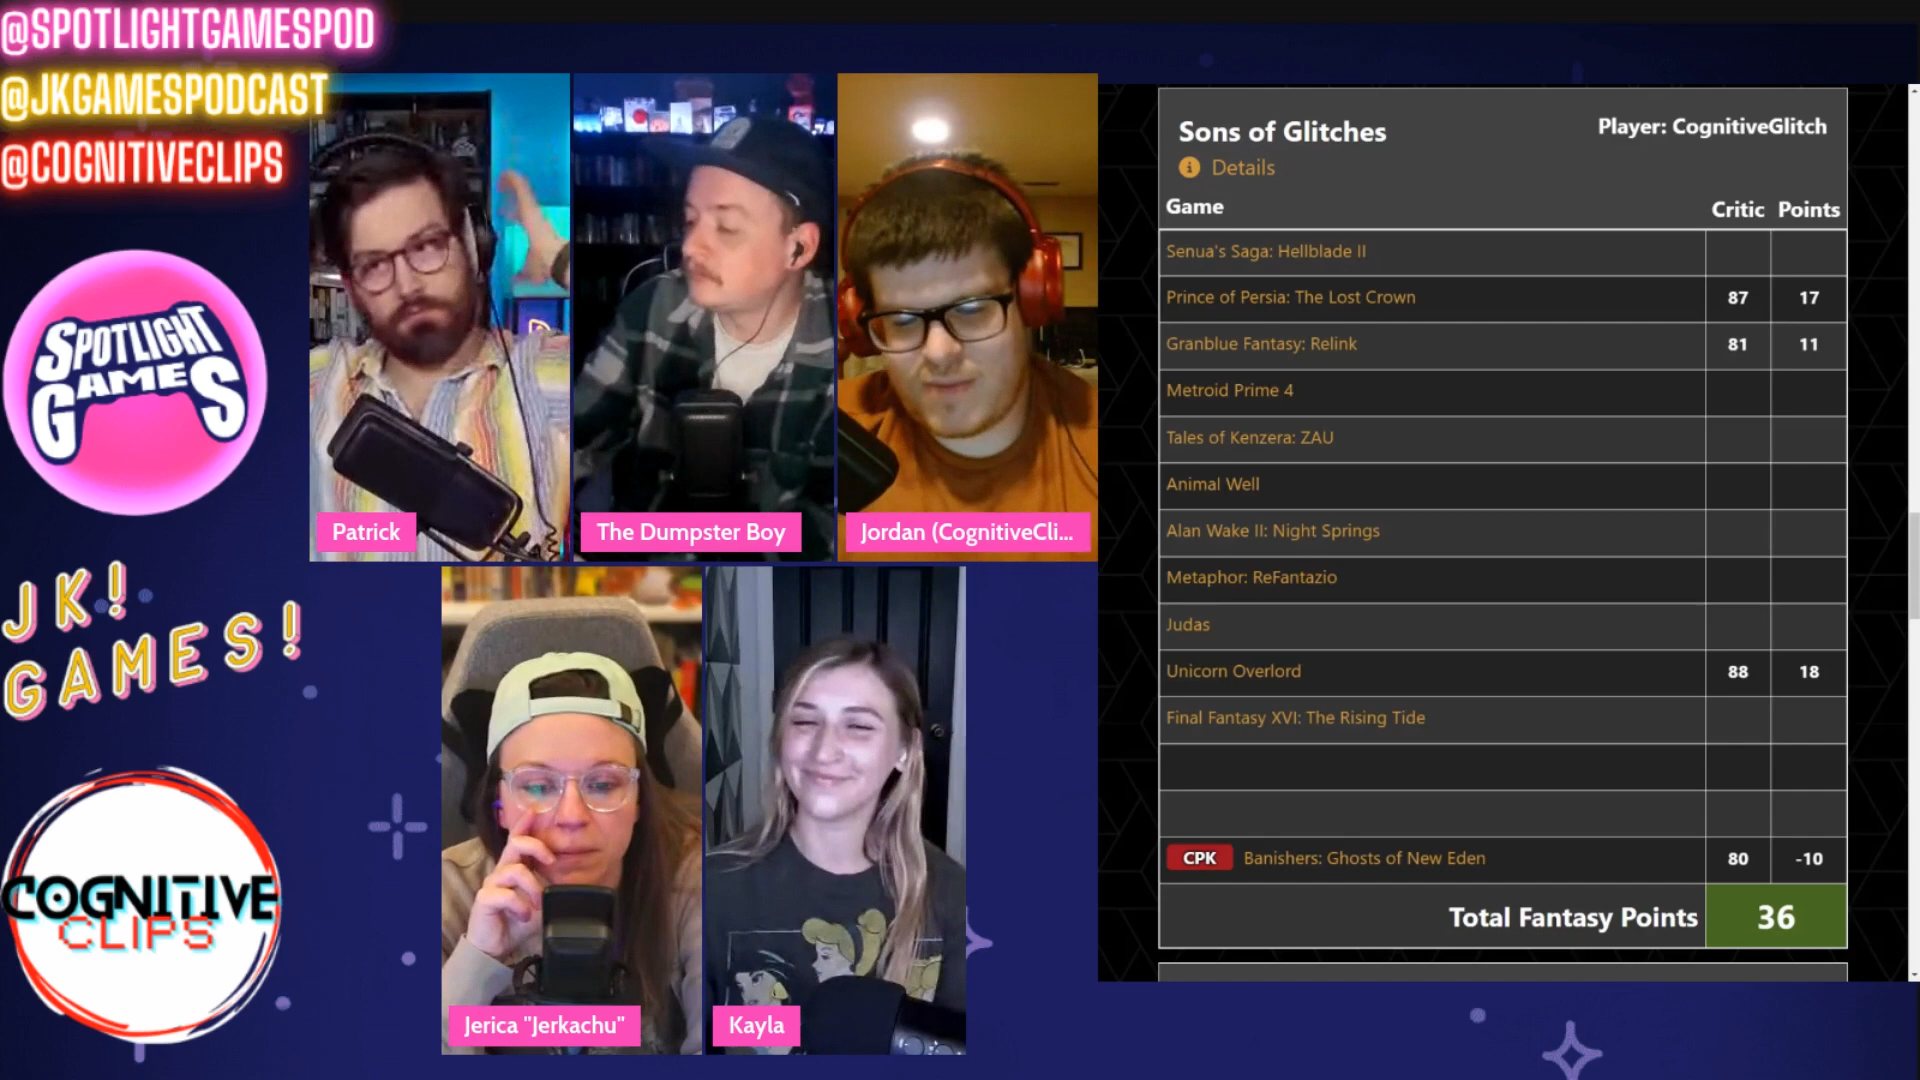 @SPOTLIGHTGAMESPOD
@JKGAMESPODCAST
@COGNITIVECLIPS
SPOTLIGHT
GAMES
JK!
GAMES!
COGNITIVE
CLIPS
Patrick
The Dumpster Boy
Jordan (CognitiveCli...
Jerica "Jerkachu"
Kayla
Sons of Glitches
Player: CognitiveGlitch
Details
Game Critic Points
Senua's Saga: Hellblade II
Prince of Persia: The Lost Crown 87 17
Granblue Fantasy: Relink 81 11
Metroid Prime 4
Tales of Kenzera: ZAU
Animal Well
Alan Wake II: Night Springs
Metaphor: ReFantazio
Judas
Unicorn Overlord 88 18
Final Fantasy XVI: The Rising Tide
CPK Banishers: Ghosts of New Eden 80 -10
Total Fantasy Points 36